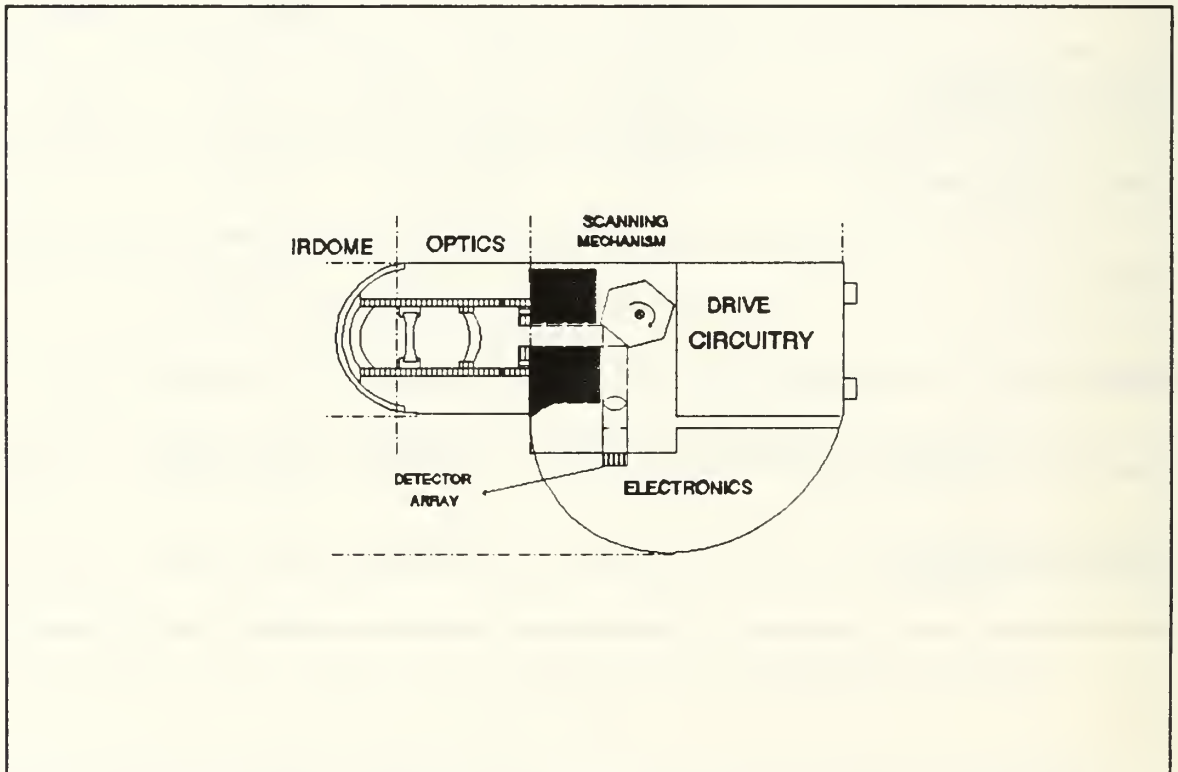 SCANNING
MECHANISM
IRDOME
OPTICS
DRIVE
CIRCUITRY
DETECTOR
ARRAY
ELECTRONICS